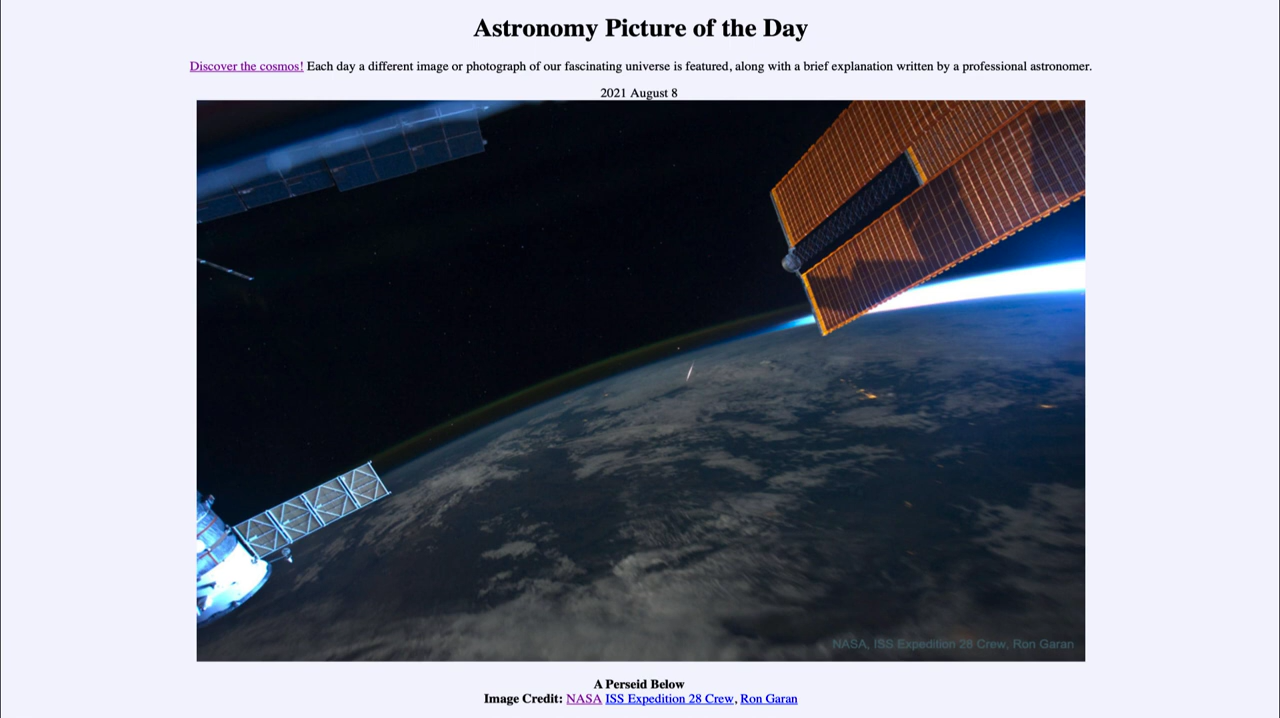 Astronomy Picture of the Day
Discover the cosmos! Each day a different image or photograph of our fascinating universe is featured, along with a brief explanation written by a professional astronomer.
2021 August 8
NASA, ISS Expedition 28 Crew, Ron Garan
A Perseid Below
Image Credit: NASA ISS Expedition 28 Crew, Ron Garan